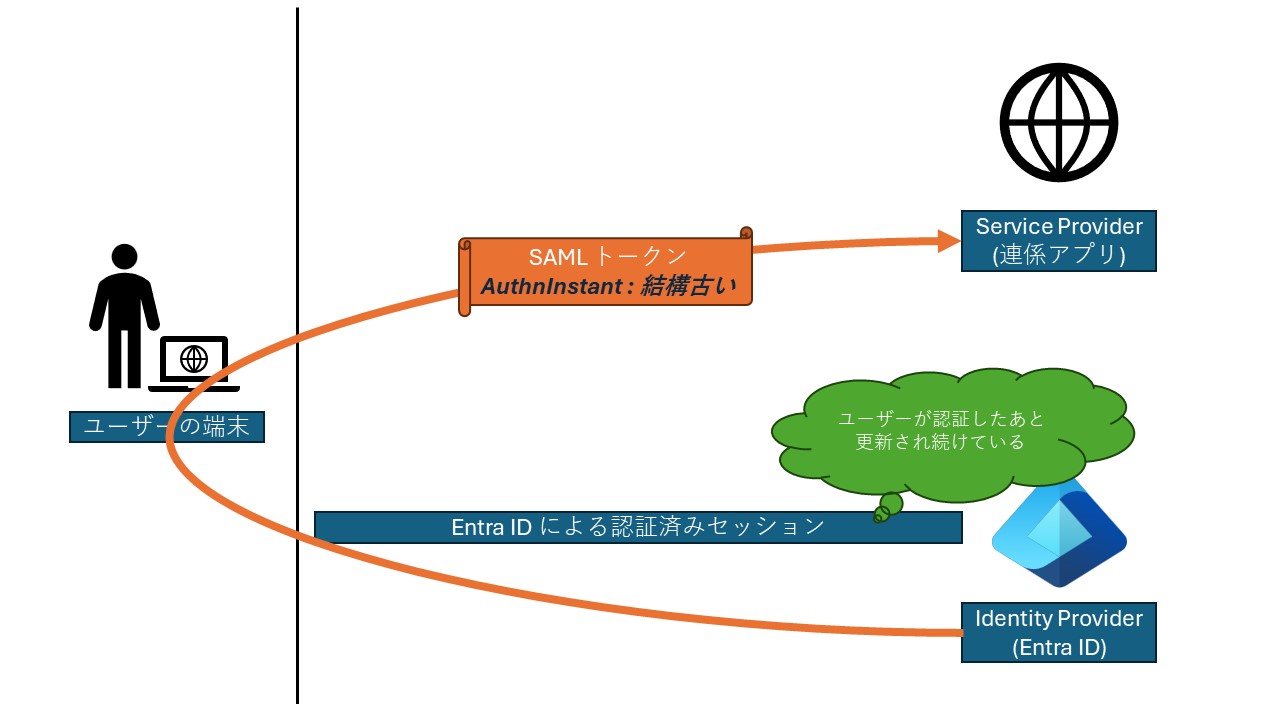 Service Provider
(連係アプリ)
SAML トークン
AuthnInstant : 結構古い
ユーザーの端末
ユーザーが認証したあと
更新され続けている
Entra ID による認証済みセッション
Identity Provider
(Entra ID)